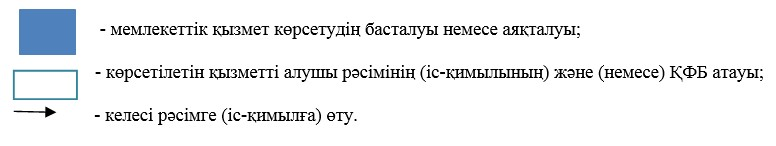 - мемлекеттік қызмет көрсетудің басталуы немесе аяқталуы;
- көрсетілетін қызметті алушы рәсімінің (іс-қимылының) және (немесе) ҚФБ атауы;
- келесі рәсімге (іс-қимылға) өту.